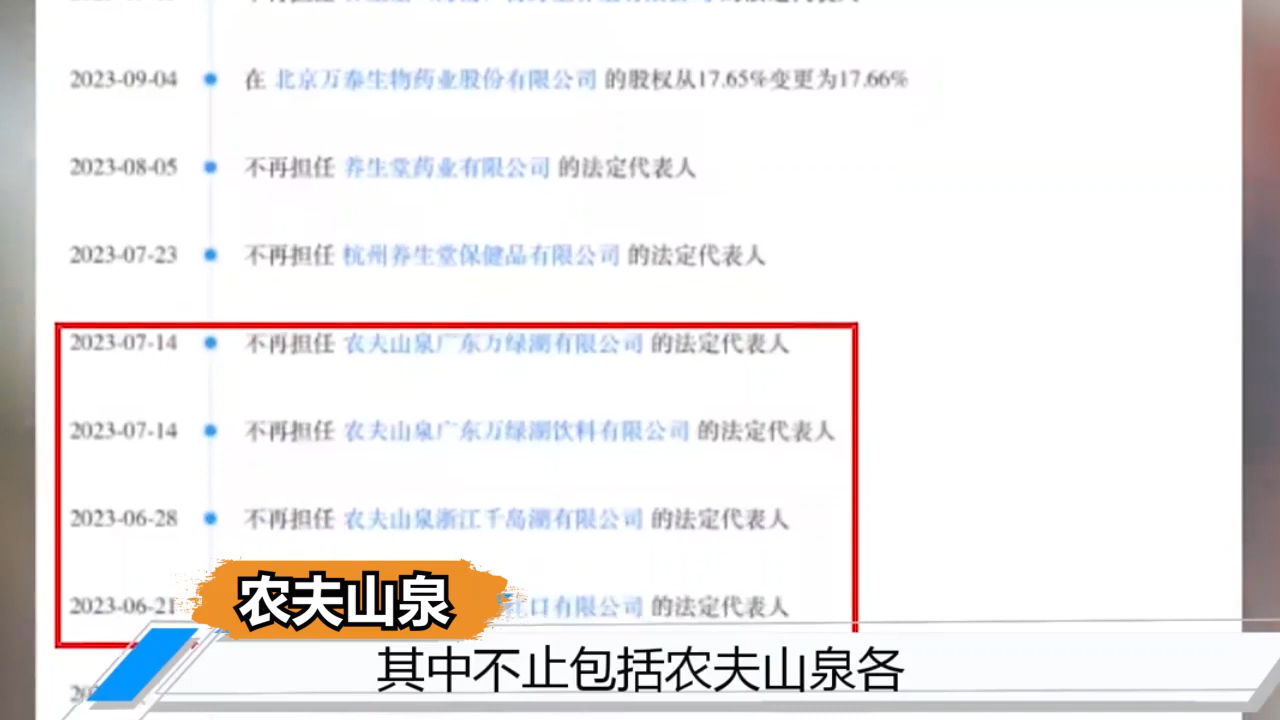 2023-09-04 在 北京万泰生物药业股份有限公司 的股权从17.65%变更为17.66%
2023-08-05 不再担任 养生堂药业有限公司 的法定代表人
2023-07-23 不再担任 杭州养生堂保健品有限公司 的法定代表人
2023-07-14 不再担任 农夫山泉广东万绿湖有限公司 的法定代表人
2023-07-14 不再担任 农夫山泉广东万绿湖饮料有限公司 的法定代表人
2023-06-28 不再担任 农夫山泉浙江千岛湖有限公司 的法定代表人
2023-06-21 口有限公司 的法定代表人
农夫山泉
其中不止包括农夫山泉各